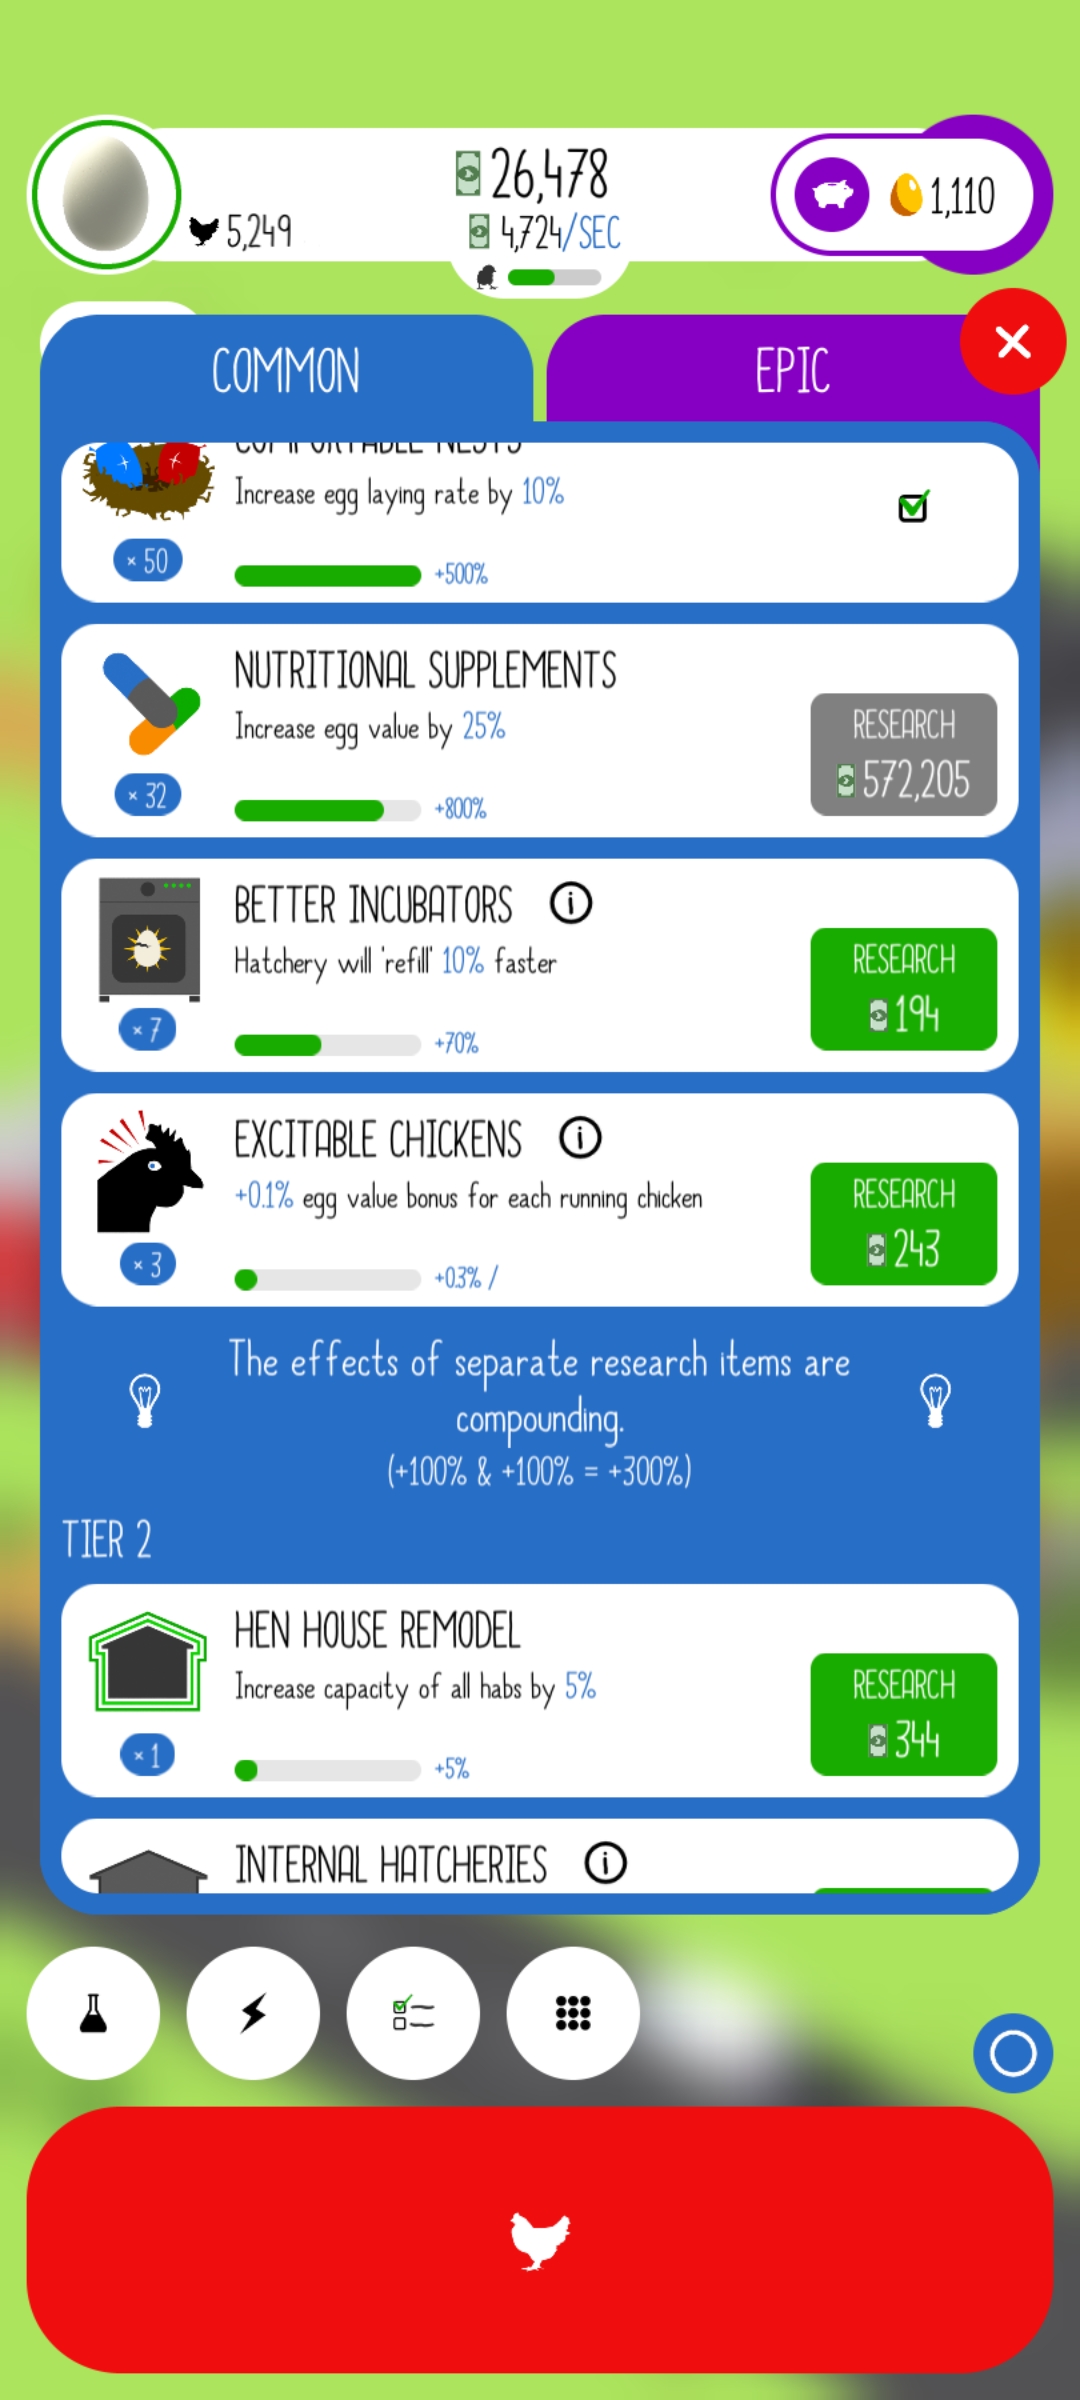 26,478
5,249
4,724/SEC
1,110
COMMON
EPIC
COMFORTABLE NESTS
Increase egg laying rate by 10%
× 50
+500%
NUTRITIONAL SUPPLEMENTS
Increase egg value by 25%
RESEARCH
572,205
× 32
+800%
BETTER INCUBATORS
Hatchery will 'refill' 10% faster
RESEARCH
194
× 7
+70%
EXCITABLE CHICKENS
+0.1% egg value bonus for each running chicken
RESEARCH
243
× 3
+0.3% /
The effects of separate research items are
compounding.
(+100% & +100% = +300%)
TIER 2
HEN HOUSE REMODEL
Increase capacity of all habs by 5%
RESEARCH
344
× 1
+5%
INTERNAL HATCHERIES